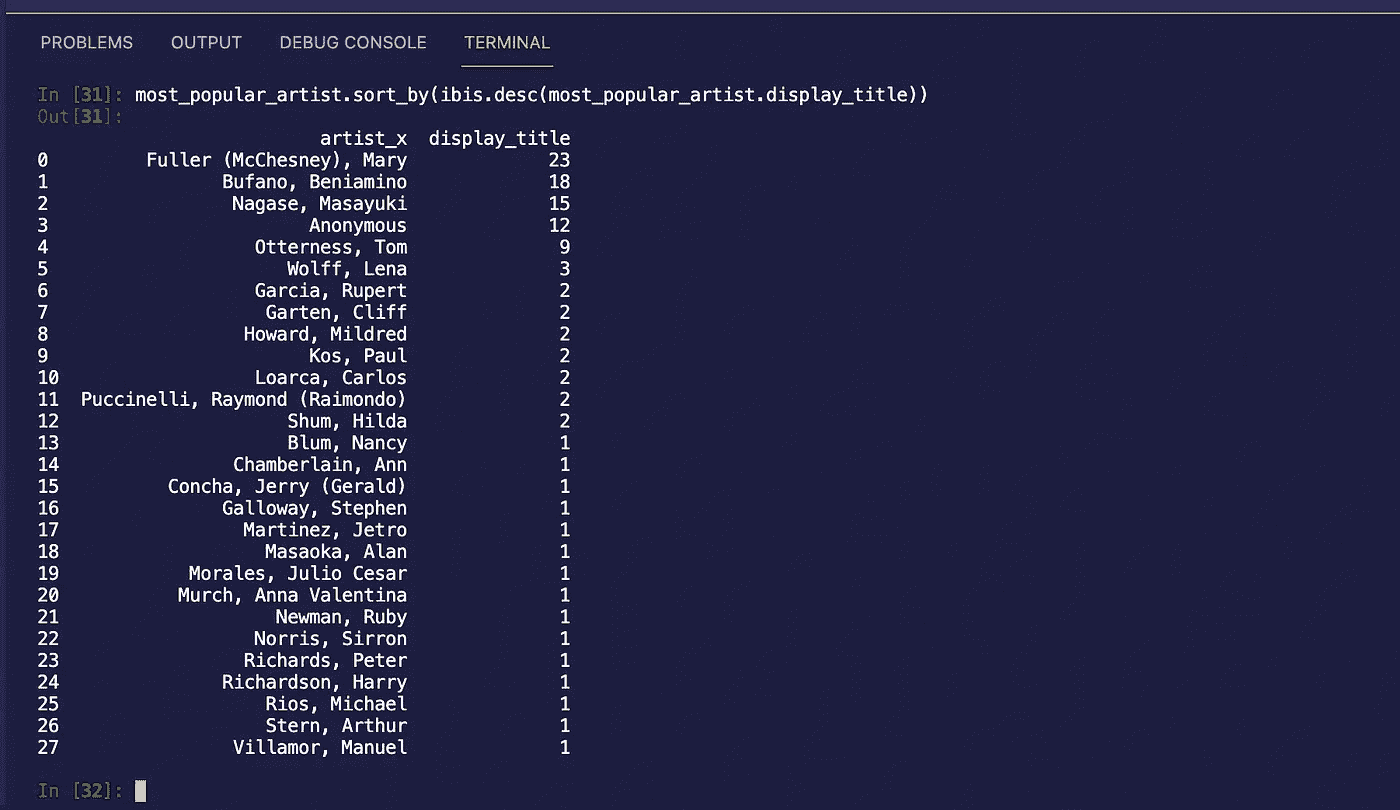 PROBLEMS OUTPUT DEBUG CONSOLE TERMINAL
In [31]: most_popular_artist.sort_by(ibis.desc(most_popular_artist.display_title))
Out[31]:
artist_x display_title
0 Fuller (McChesney), Mary 23
1 Bufano, Beniamino 18
2 Nagase, Masayuki 15
3 Anonymous 12
4 Otterness, Tom 9
5 Wolff, Lena 3
6 Garcia, Rupert 2
7 Garten, Cliff 2
8 Howard, Mildred 2
9 Kos, Paul 2
10 Loarca, Carlos 2
11 Puccinelli, Raymond (Raimondo) 2
12 Shum, Hilda 2
13 Blum, Nancy 1
14 Chamberlain, Ann 1
15 Concha, Jerry (Gerald) 1
16 Galloway, Stephen 1
17 Martinez, Jetro 1
18 Masaoka, Alan 1
19 Morales, Julio Cesar 1
20 Murch, Anna Valentina 1
21 Newman, Ruby 1
22 Norris, Sirron 1
23 Richards, Peter 1
24 Richardson, Harry 1
25 Rios, Michael 1
26 Stern, Arthur 1
27 Villamor, Manuel 1
In [32]: